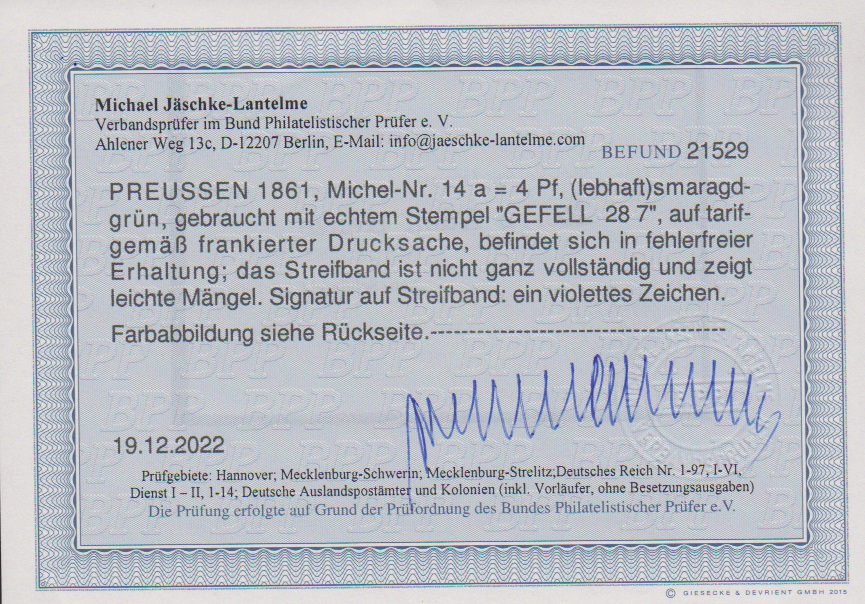 Michael Jäschke-Lantelme
Verbandsprüfer im Bund Philatelistischer Prüfer e. V.
Ahlener Weg 13c, D-12207 Berlin, E-Mail: info@jaeschke-lantelme.com
BEFUND 21529
PREUSSEN 1861, Michel-Nr. 14 a = 4 Pf, (lebhaft)smaragd-
grün, gebraucht mit echtem Stempel "GEFELL 28 7", auf tarif-
gemäß frankierter Drucksache, befindet sich in fehlerfreier
Erhaltung; das Streifband ist nicht ganz vollständig und zeigt
leichte Mängel. Signatur auf Streifband: ein violettes Zeichen.
Farbabbildung siehe Rückseite.-----------------------------------
19.12.2022
Prüfgebiete: Hannover; Mecklenburg-Schwerin; Mecklenburg-Strelitz;Deutsches Reich Nr. 1-97, I-VI,
Dienst I – II, 1-14; Deutsche Auslandspostämter und Kolonien (inkl. Vorläufer, ohne Besetzungsausgaben)
Die Prüfung erfolgte auf Grund der Prüfordnung des Bundes Philatelistischer Prüfer e.V.
© GIESECKE & DEVRIENT GMBH 2015